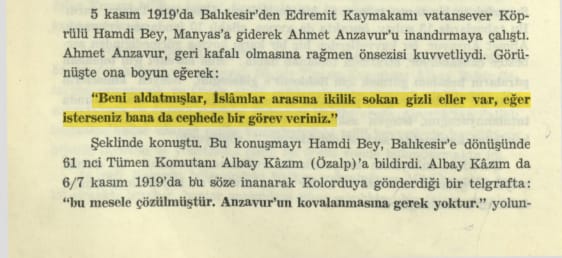 5 kasım 1919'da Balıkesir'den Edremit Kaymakamı vatansever Köp-
rülü Hamdi Bey, Manyas'a giderek Ahmet Anzavur'u inandırmaya çalıştı.
Ahmet Anzavur, geri kafalı olmasına rağmen önsezisi kuvvetliydi. Görü-
nüşte ona boyun eğerek:
"Beni aldatmışlar, İslâmlar arasına ikilik sokan gizli eller var, eğer
isterseniz bana da cephede bir görev veriniz."
Şeklinde konuştu. Bu konuşmayı Hamdi Bey, Balıkesir'e dönüşünde
61 nci Tümen Komutanı Albay Kâzım (Özalp)'a bildirdi. Albay Kâzım da
6/7 kasım 1919'da bu söze inanarak Kolorduya gönderdiği bir telgrafta:
"bu mesele çözülmüştür. Anzavur'un kovalanmasına gerek yoktur." yolun-